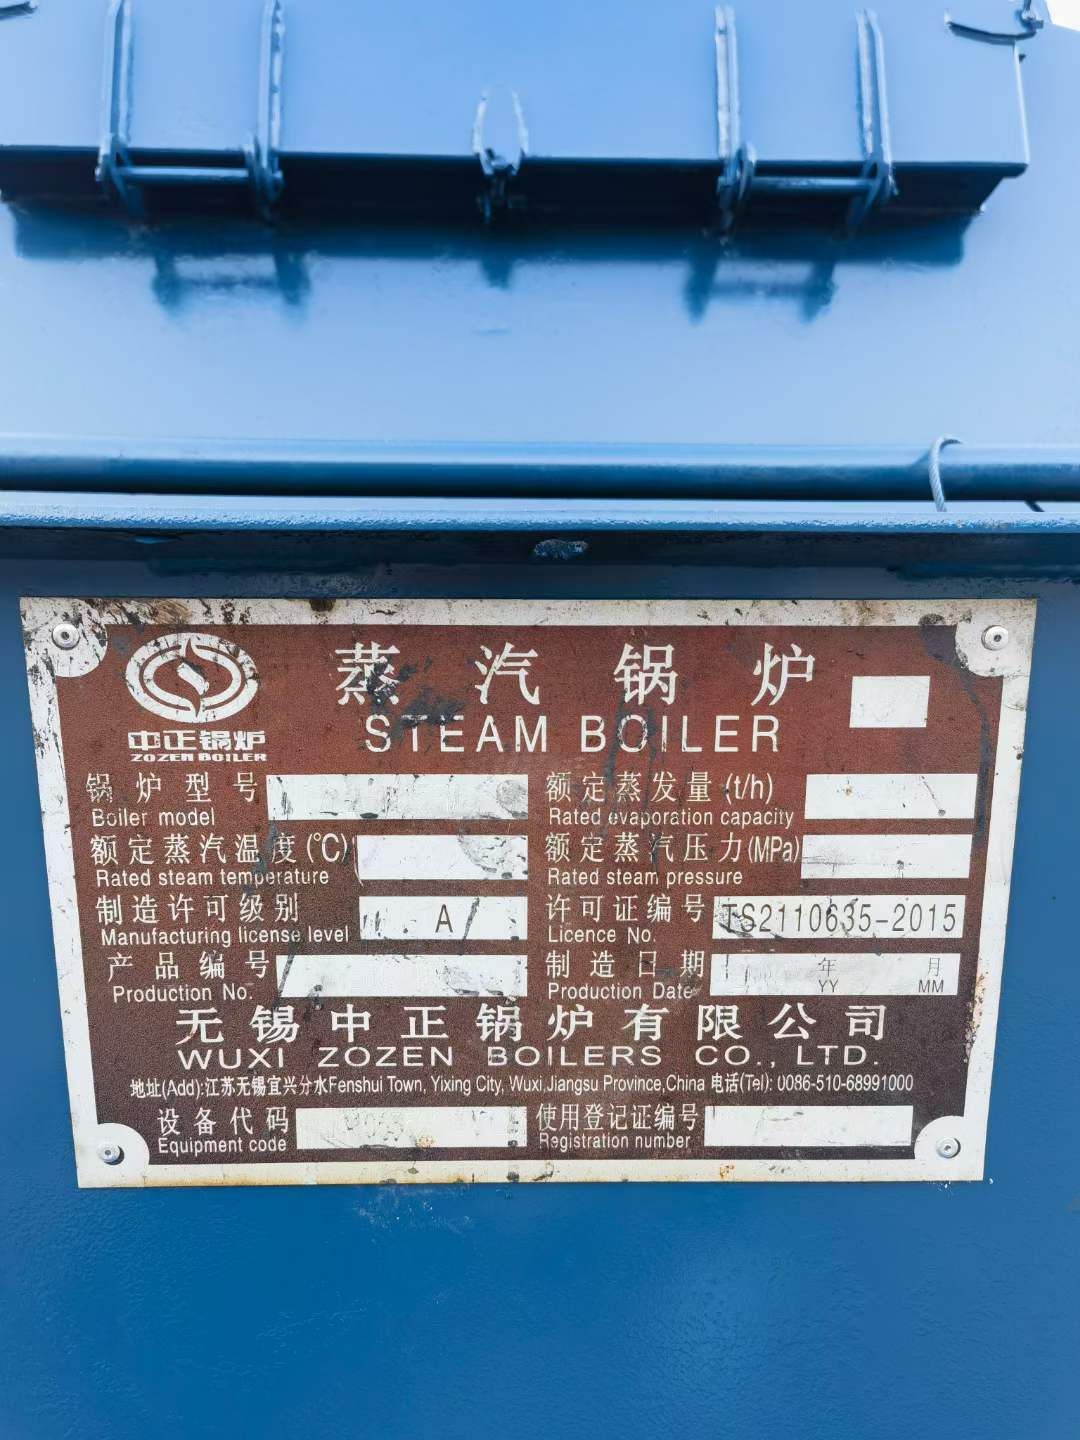 蒸汽锅炉
STEAM BOILER
中正锅炉
ZOZEN BOILER
锅炉型号
Boiler model
额定蒸发量(t/h)
Rated evaporation capacity
额定蒸汽温度(℃)
Rated steam temperature
额定蒸汽压力(MPa)
Rated steam pressure
制造许可级别 A
Manufacturing license level
许可证编号 TS2110635-2015
Licence No.
产品编号
Production No.
制造日期 年 月
Production Date YY MM
无锡中正锅炉有限公司
WUXI ZOZEN BOILERS CO., LTD.
地址(Add):江苏无锡宜兴分水Fenshui Town, Yixing City, Wuxi,Jiangsu Province,China 电话(Tel): 0086-510-68991000
设备代码
Equipment code
使用登记证编号
Registration number